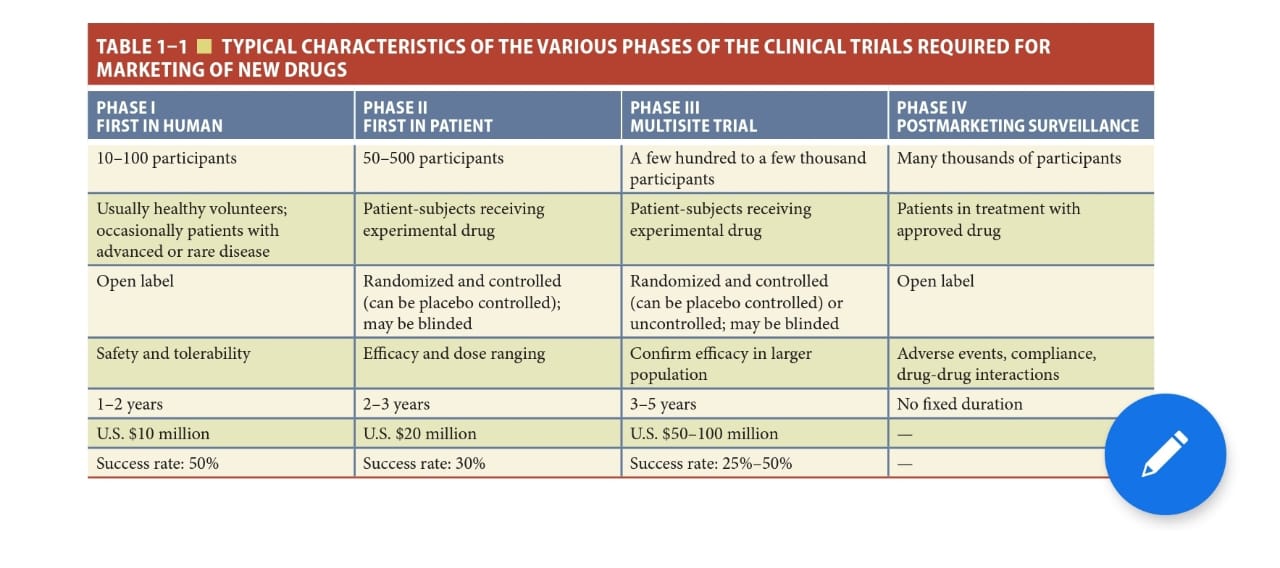 TABLE 1–1 ■ TYPICAL CHARACTERISTICS OF THE VARIOUS PHASES OF THE CLINICAL TRIALS REQUIRED FOR
MARKETING OF NEW DRUGS
PHASE I
FIRST IN HUMAN
PHASE II
FIRST IN PATIENT
PHASE III
MULTISITE TRIAL
PHASE IV
POSTMARKETING SURVEILLANCE
10–100 participants
50–500 participants
A few hundred to a few thousand
participants
Many thousands of participants
Usually healthy volunteers;
occasionally patients with
advanced or rare disease
Patient-subjects receiving
experimental drug
Patient-subjects receiving
experimental drug
Patients in treatment with
approved drug
Open label
Randomized and controlled
(can be placebo controlled);
may be blinded
Randomized and controlled
(can be placebo controlled) or
uncontrolled; may be blinded
Open label
Safety and tolerability
Efficacy and dose ranging
Confirm efficacy in larger
population
Adverse events, compliance,
drug-drug interactions
1–2 years
2–3 years
3–5 years
No fixed duration
U.S. $10 million
U.S. $20 million
U.S. $50–100 million
—
Success rate: 50%
Success rate: 30%
Success rate: 25%–50%
—